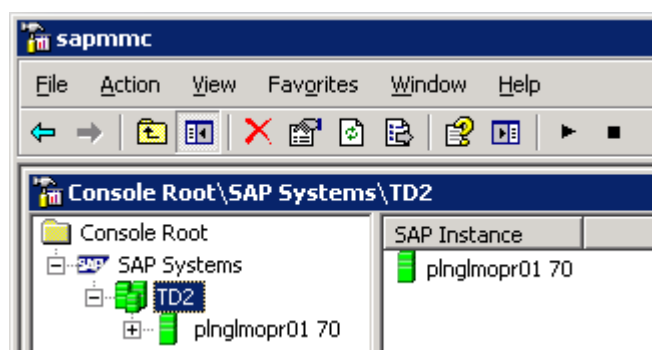 sapmmc
File Action View Favorites Window Help
Console Root\SAP Systems\TD2
Console Root
SAP Instance
SAP SAP Systems
plnglmopr01 70
TD2
plnglmopr01 70